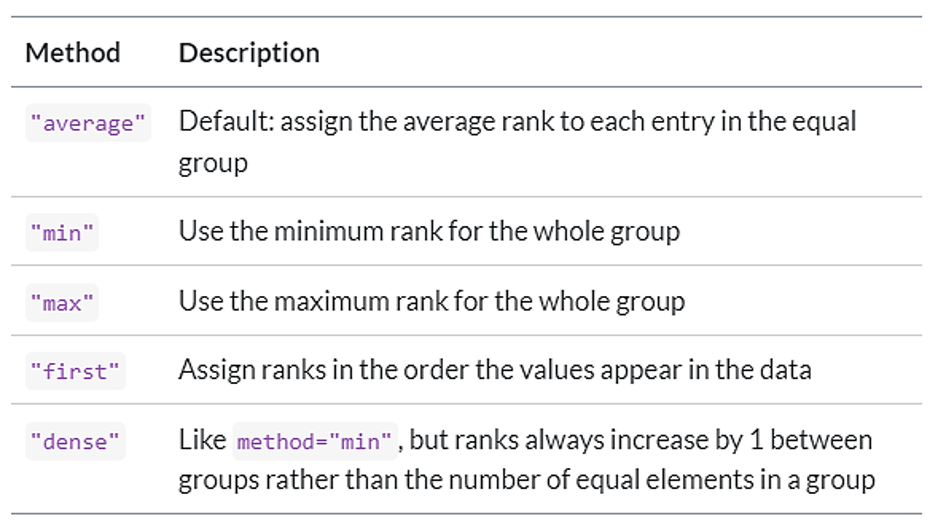 Method Description
"average" Default: assign the average rank to each entry in the equal
group
"min" Use the minimum rank for the whole group
"max" Use the maximum rank for the whole group
"first" Assign ranks in the order the values appear in the data
"dense" Like method="min", but ranks always increase by 1 between
groups rather than the number of equal elements in a group